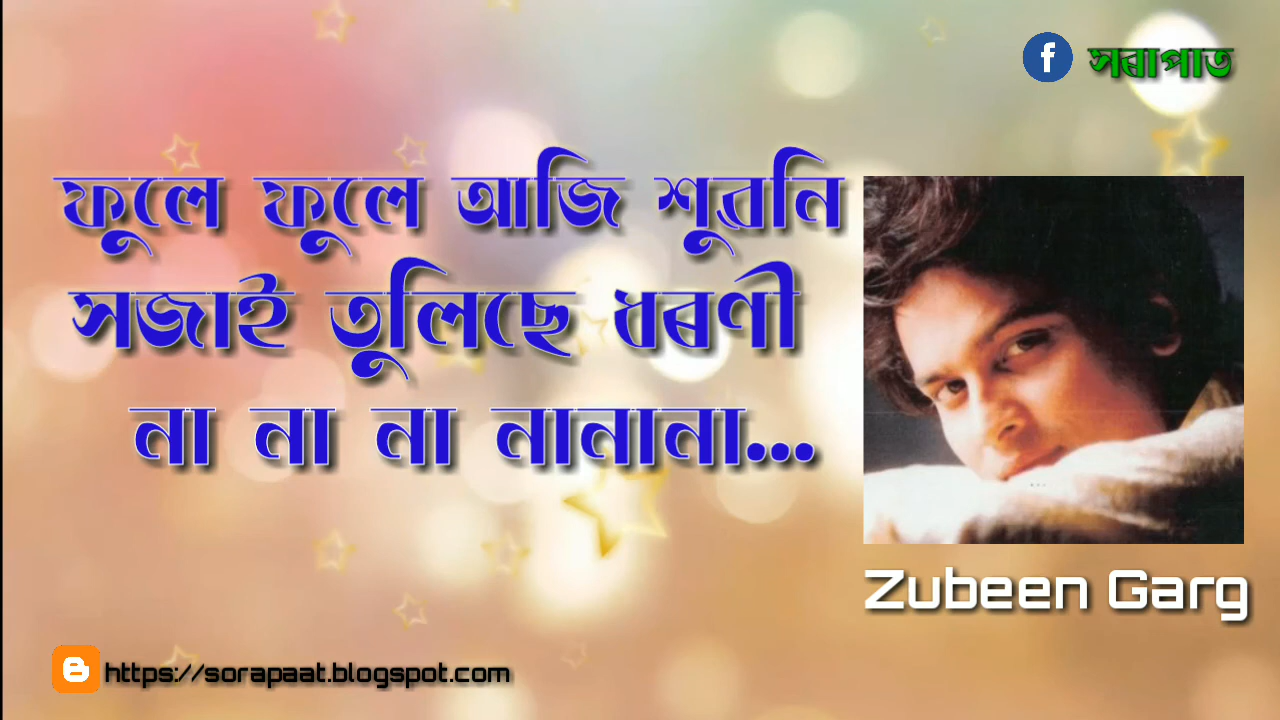 সৰাপাত
ফুলে ফুলে আজি শুৱনি
সজাই তুলিছে ধৰণী
না না না নানানা...
Zubeen Garg
https://sorapaat.blogspot.com